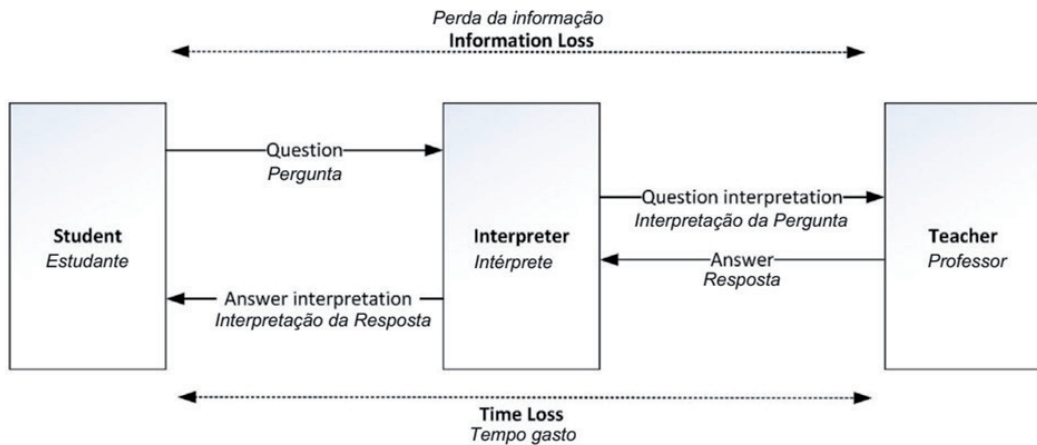 Perda da informação
Information Loss
Question
Pergunta
Question interpretation
Interpretação da Pergunta
Student
Estudante
Interpreter
Intérprete
Teacher
Professor
Answer
Resposta
Answer interpretation
Interpretação da Resposta
Time Loss
Tempo gasto